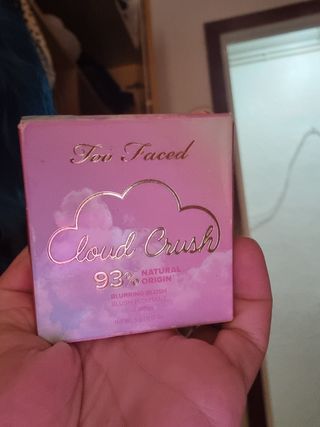 Too Faced
Cloud Crush
93% NATURAL
ORIGIN
BLURRING BLUSH